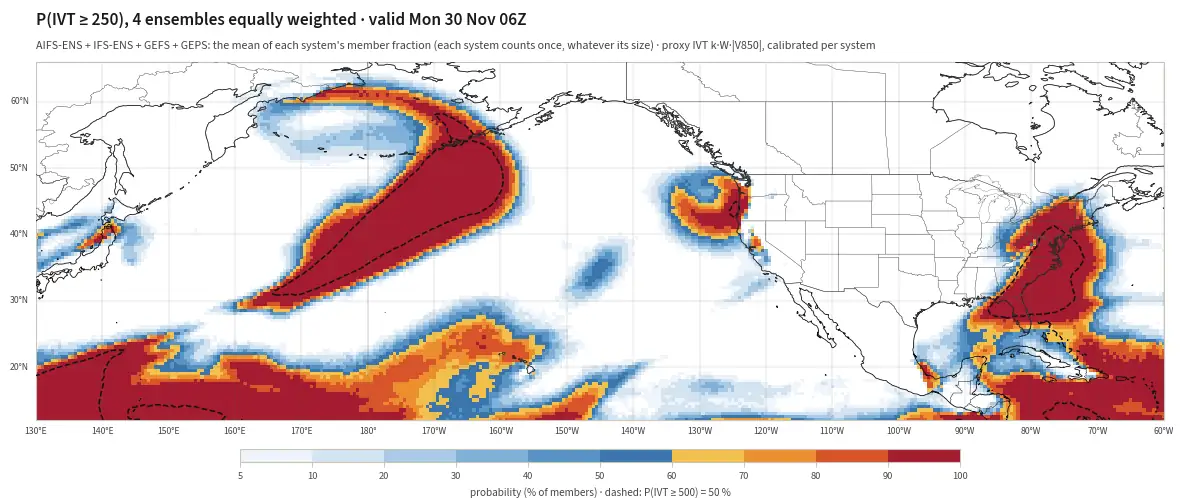 P(IVT ≥ 250), 4 ensembles equally weighted · valid Mon 30 Nov 06Z
AIFS-ENS + IFS-ENS + GEFS + GEPS: the mean of each system's member fraction (each system counts once, whatever its size) · proxy IVT k·W·|V850|, calibrated per system
60°N
50°N
40°N
30°N
20°N
130°E 140°E 150°E 160°E 170°E 180° 170°W 160°W 150°W 140°W 130°W 120°W 110°W 100°W 90°W 80°W 70°W 60°W
5 10 20 30 40 50 60 70 80 90 100
probability (% of members) · dashed: P(IVT ≥ 500) = 50 %